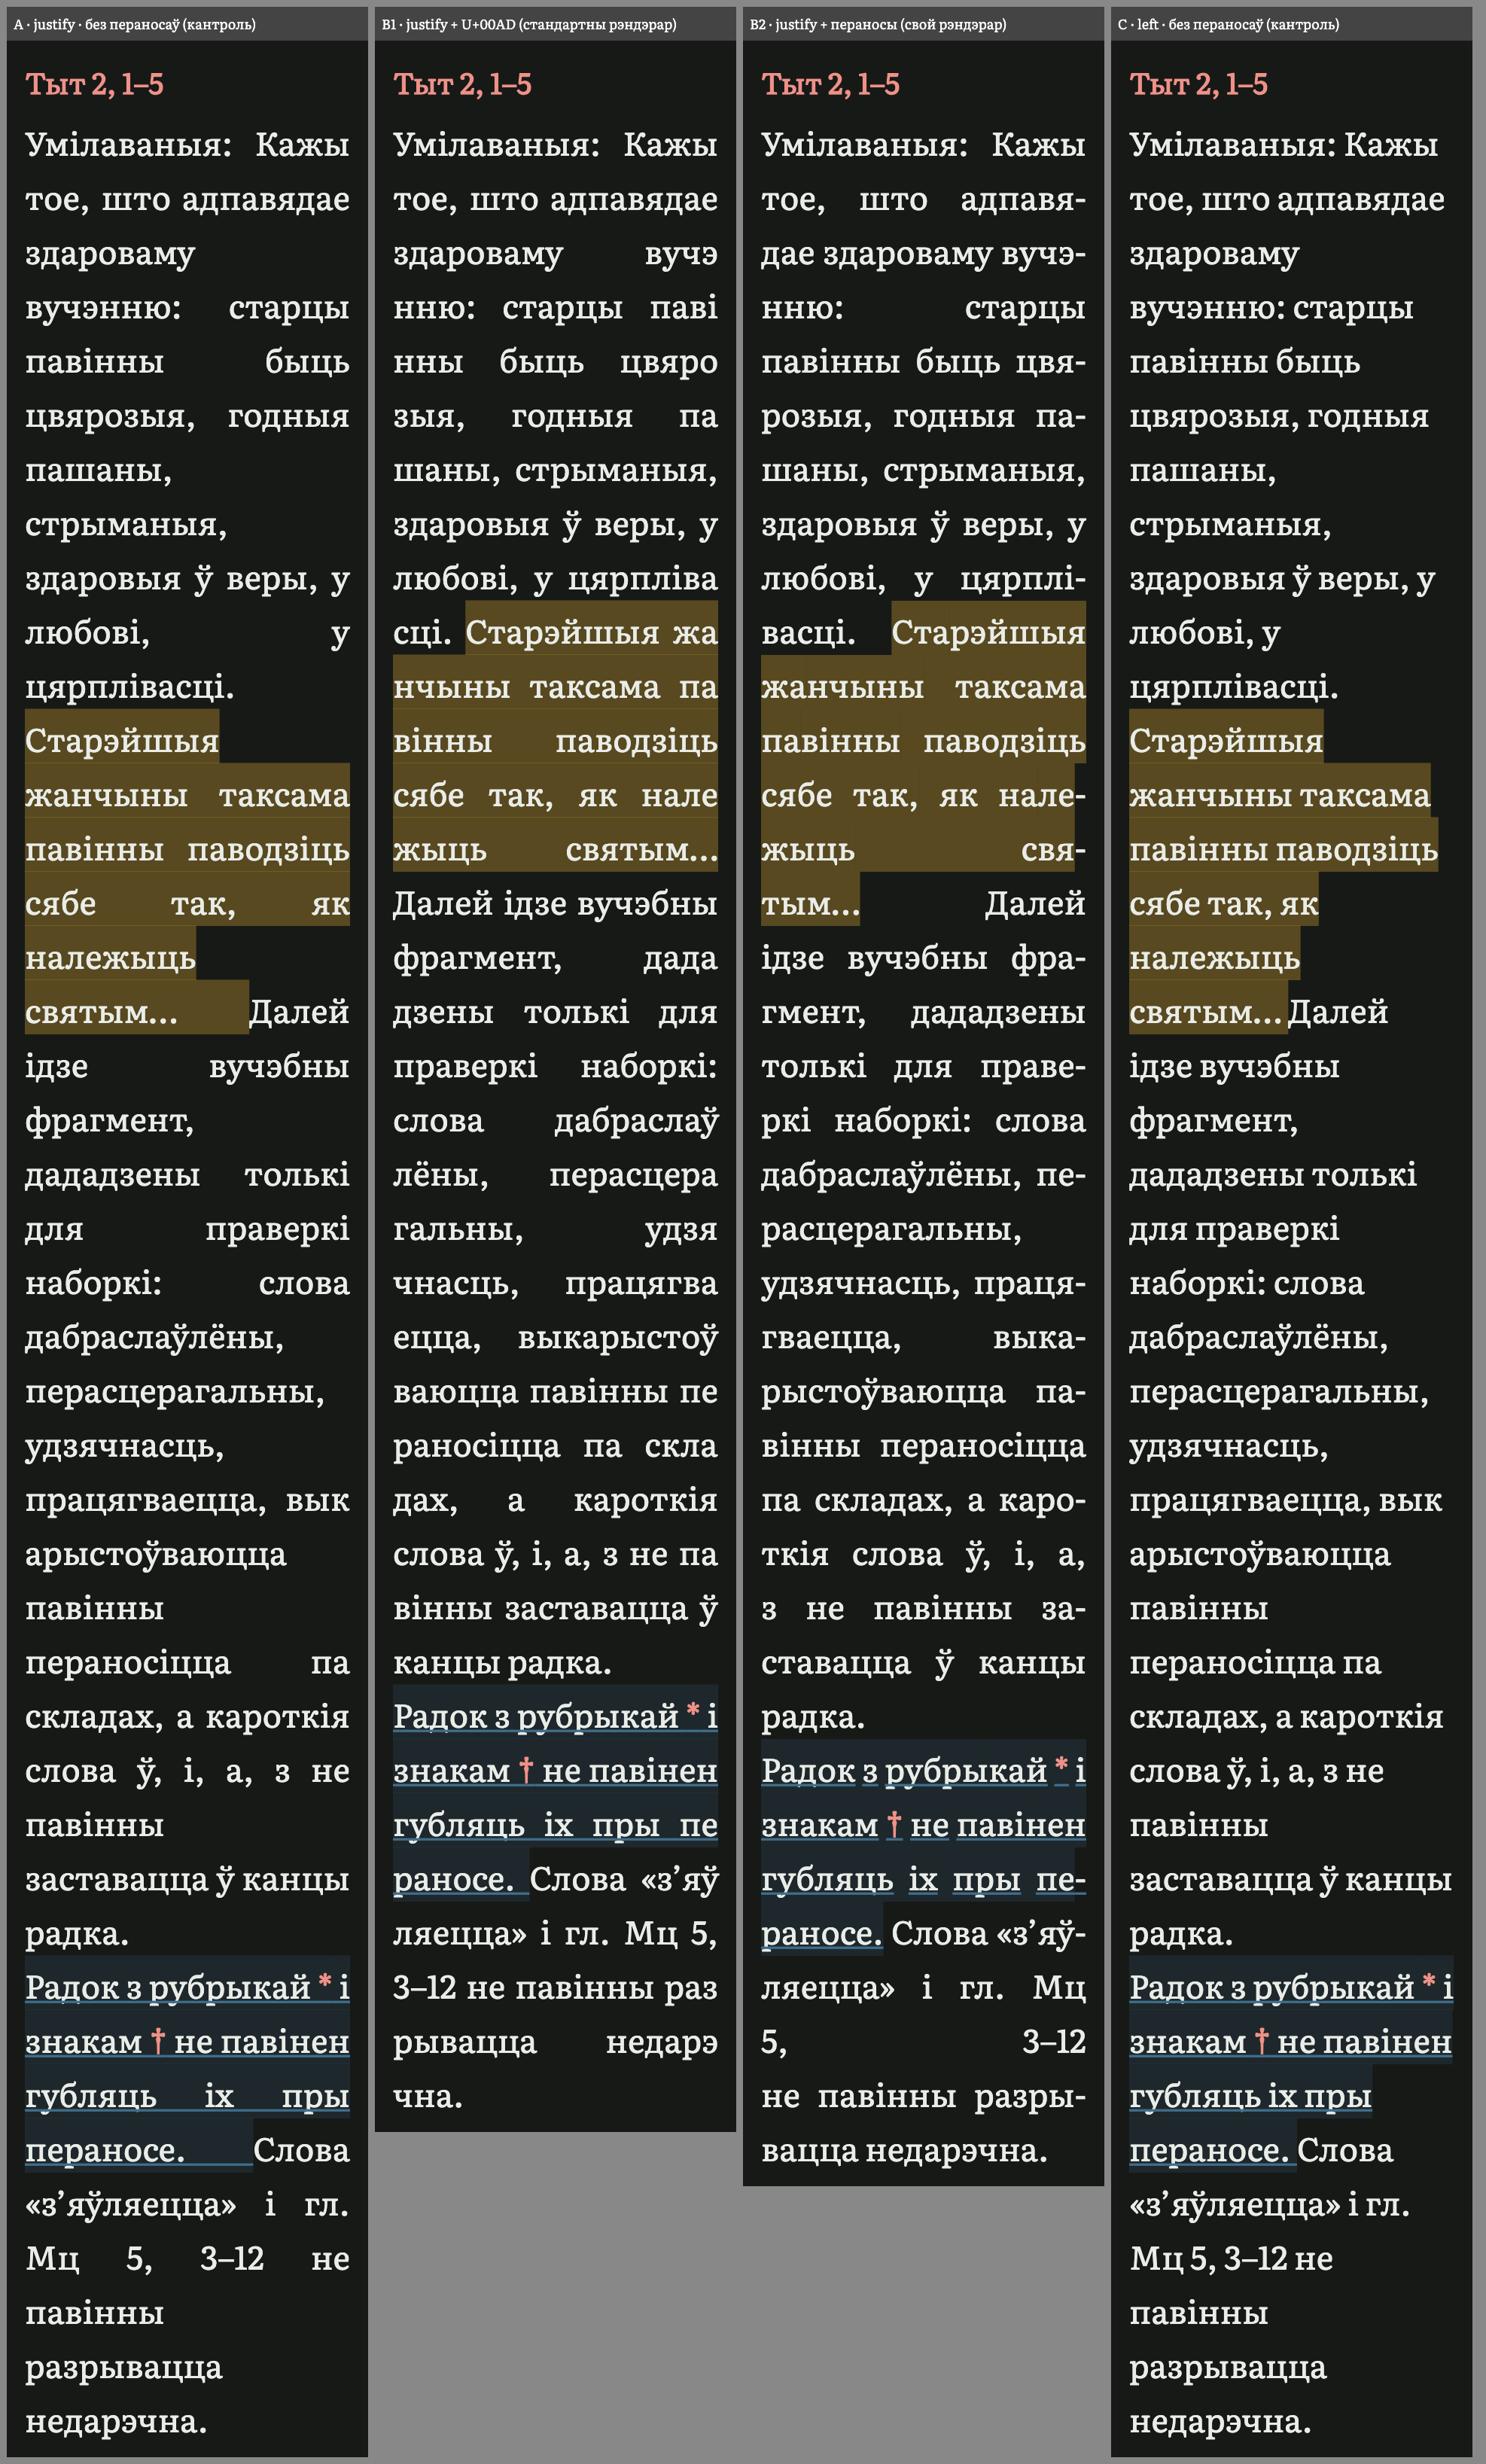 A · justify · без пераносаў (кантроль)
Тыт 2, 1–5
Умілаваныя: Кажы
тое, што адпавядае
здароваму
вучэнню: старцы
павінны быць
цвярозыя, годныя
пашаны,
стрыманыя,
здаровыя ў веры, у
любові, у
цярплівасці.
Старэйшыя
жанчыны таксама
павінны паводзіць
сябе так, як
належыць
святым… Далей
ідзе вучэбны
фрагмент,
дададзены толькі
для праверкі
наборкі: слова
дабраслаўлёны,
перасцерагальны,
удзячнасць,
працягваецца, вык
арыстоўваюцца
павінны
пераносіцца па
складах, а кароткія
слова ў, і, а, з не
павінны
заставацца ў канцы
радка.
Радок з рубрыкай * і
знакам † не павінен
губляць іх пры
пераносе. Слова
«з’яўляецца» і гл.
Мц 5, 3–12 не
павінны
разрывацца
недарэчна.
B1 · justify + U+00AD (стандартны рэндэрар)
Тыт 2, 1–5
Умілаваныя: Кажы
тое, што адпавядае
здароваму вучэ
нню: старцы паві
нны быць цвяро
зыя, годныя па
шаны, стрыманыя,
здаровыя ў веры, у
любові, у цярпліва
сці. Старэйшыя жа
нчыны таксама па
вінны паводзіць
сябе так, як нале
жыць святым…
Далей ідзе вучэбны
фрагмент, дада
дзены толькі для
праверкі наборкі:
слова дабраслаў
лёны, перасцера
гальны, удзя
чнасць, працягва
ецца, выкарыстоў
ваюцца павінны пе
раносіцца па скла
дах, а кароткія
слова ў, і, а, з не па
вінны заставацца ў
канцы радка.
Радок з рубрыкай * і
знакам † не павінен
губляць іх пры пе
раносе. Слова «з’яў
ляецца» і гл. Мц 5,
3–12 не павінны раз
рывацца недарэ
чна.
B2 · justify + пераносы (свой рэндэрар)
Тыт 2, 1–5
Умілаваныя: Кажы
тое, што адпавя-
дае здароваму вучэ-
нню: старцы
павінны быць цвя-
розыя, годныя па-
шаны, стрыманыя,
здаровыя ў веры, у
любові, у цярплі-
васці. Старэйшыя
жанчыны таксама
павінны паводзіць
сябе так, як нале-
жыць свя-
тым… Далей
ідзе вучэбны фра-
гмент, дададзены
толькі для праве-
ркі наборкі: слова
дабраслаўлёны, пе-
расцерагальны,
удзячнасць, праця-
гваецца, выка-
рыстоўваюцца па-
вінны пераносіцца
па складах, а каро-
ткія слова ў, і, а,
з не павінны за-
ставацца ў канцы
радка.
Радок з рубрыкай * і
знакам † не павінен
губляць іх пры пе-
раносе. Слова «з’яў-
ляецца» і гл. Мц
5, 3–12
не павінны разры-
вацца недарэчна.
C · left · без пераносаў (кантроль)
Тыт 2, 1–5
Умілаваныя: Кажы
тое, што адпавядае
здароваму
вучэнню: старцы
павінны быць
цвярозыя, годныя
пашаны,
стрыманыя,
здаровыя ў веры, у
любові, у
цярплівасці.
Старэйшыя
жанчыны таксама
павінны паводзіць
сябе так, як
належыць
святым… Далей
ідзе вучэбны
фрагмент,
дададзены толькі
для праверкі
наборкі: слова
дабраслаўлёны,
перасцерагальны,
удзячнасць,
працягваецца, вык
арыстоўваюцца
павінны
пераносіцца па
складах, а кароткія
слова ў, і, а, з не
павінны
заставацца ў канцы
радка.
Радок з рубрыкай * і
знакам † не павінен
губляць іх пры
пераносе. Слова
«з’яўляецца» і гл.
Мц 5, 3–12 не
павінны
разрывацца
недарэчна.